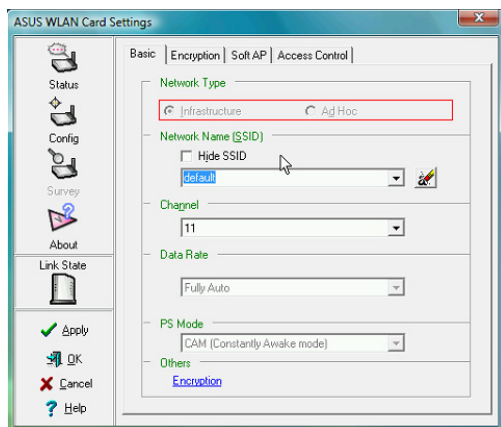 ASUS WLAN Card Settings
Status
Config
Survey
About
Link State
Apply
OK
Cancel
Help
Basic
Encryption
Soft AP
Access Control
Network Type
Infrastructure
Ad Hoc
Network Name (SSID)
Hide SSID
default
Channel
11
Data Rate
Fully Auto
PS Mode
CAM (Constantly Awake mode)
Others
Encryption